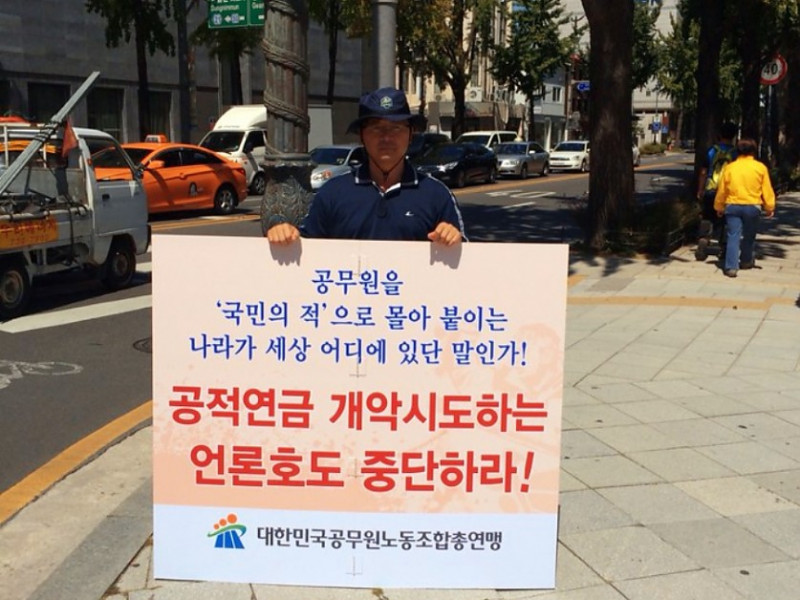 공무원을
'국민의 적'으로 몰아 붙이는
나라가 세상 어디에 있단 말인가!
공적연금 개악시도하는
언론호도 중단하라!
대한민국공무원노동조합총연맹
40